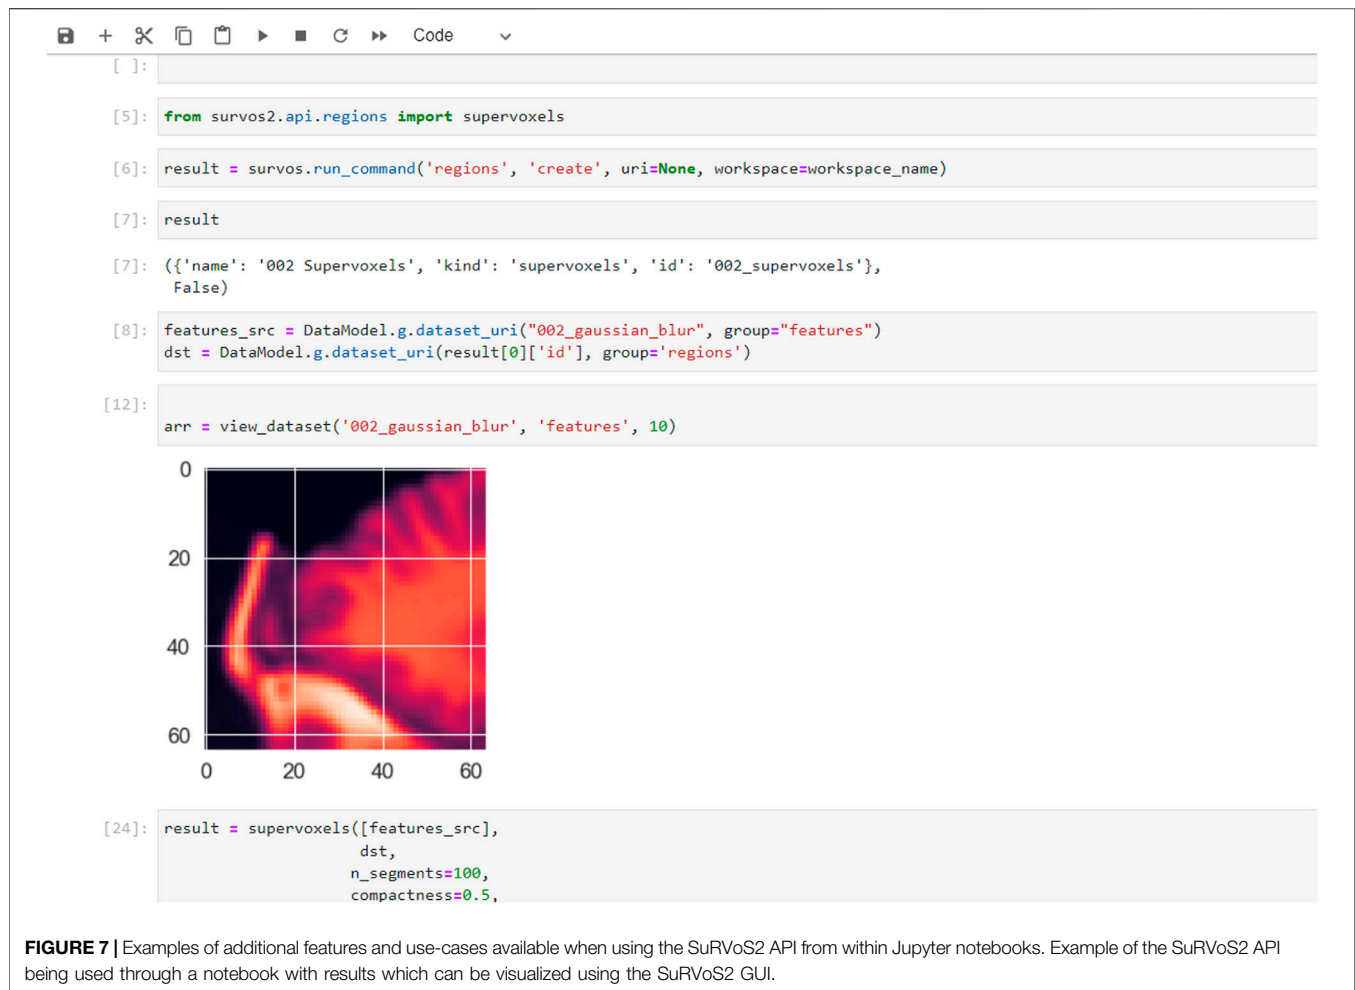 Code
[ ]:
[5]: from survos2.api.regions import supervoxels
[6]: result = survos.run_command('regions', 'create', uri=None, workspace=workspace_name)
[7]: result
[7]: ({'name': '002 Supervoxels', 'kind': 'supervoxels', 'id': '002_supervoxels'},
False)
[8]: features_src = DataModel.g.dataset_uri("002_gaussian_blur", group="features")
dst = DataModel.g.dataset_uri(result[0]['id'], group='regions')
[12]:
arr = view_dataset('002_gaussian_blur', 'features', 10)
0
20
40
60
0 20 40 60
[24]: result = supervoxels([features_src],
dst,
n_segments=100,
compactness=0.5,
FIGURE 7 | Examples of additional features and use-cases available when using the SuRVoS2 API from within Jupyter notebooks. Example of the SuRVoS2 API
being used through a notebook with results which can be visualized using the SuRVoS2 GUI.